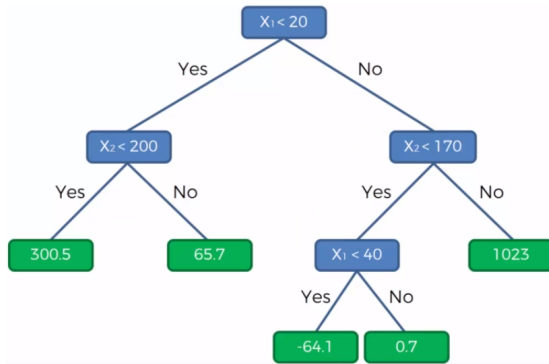 X₁ < 20
Yes No
X₂ < 200 X₂ < 170
Yes No Yes No
300.5 65.7 X₁ < 40 1023
Yes No
-64.1 0.7